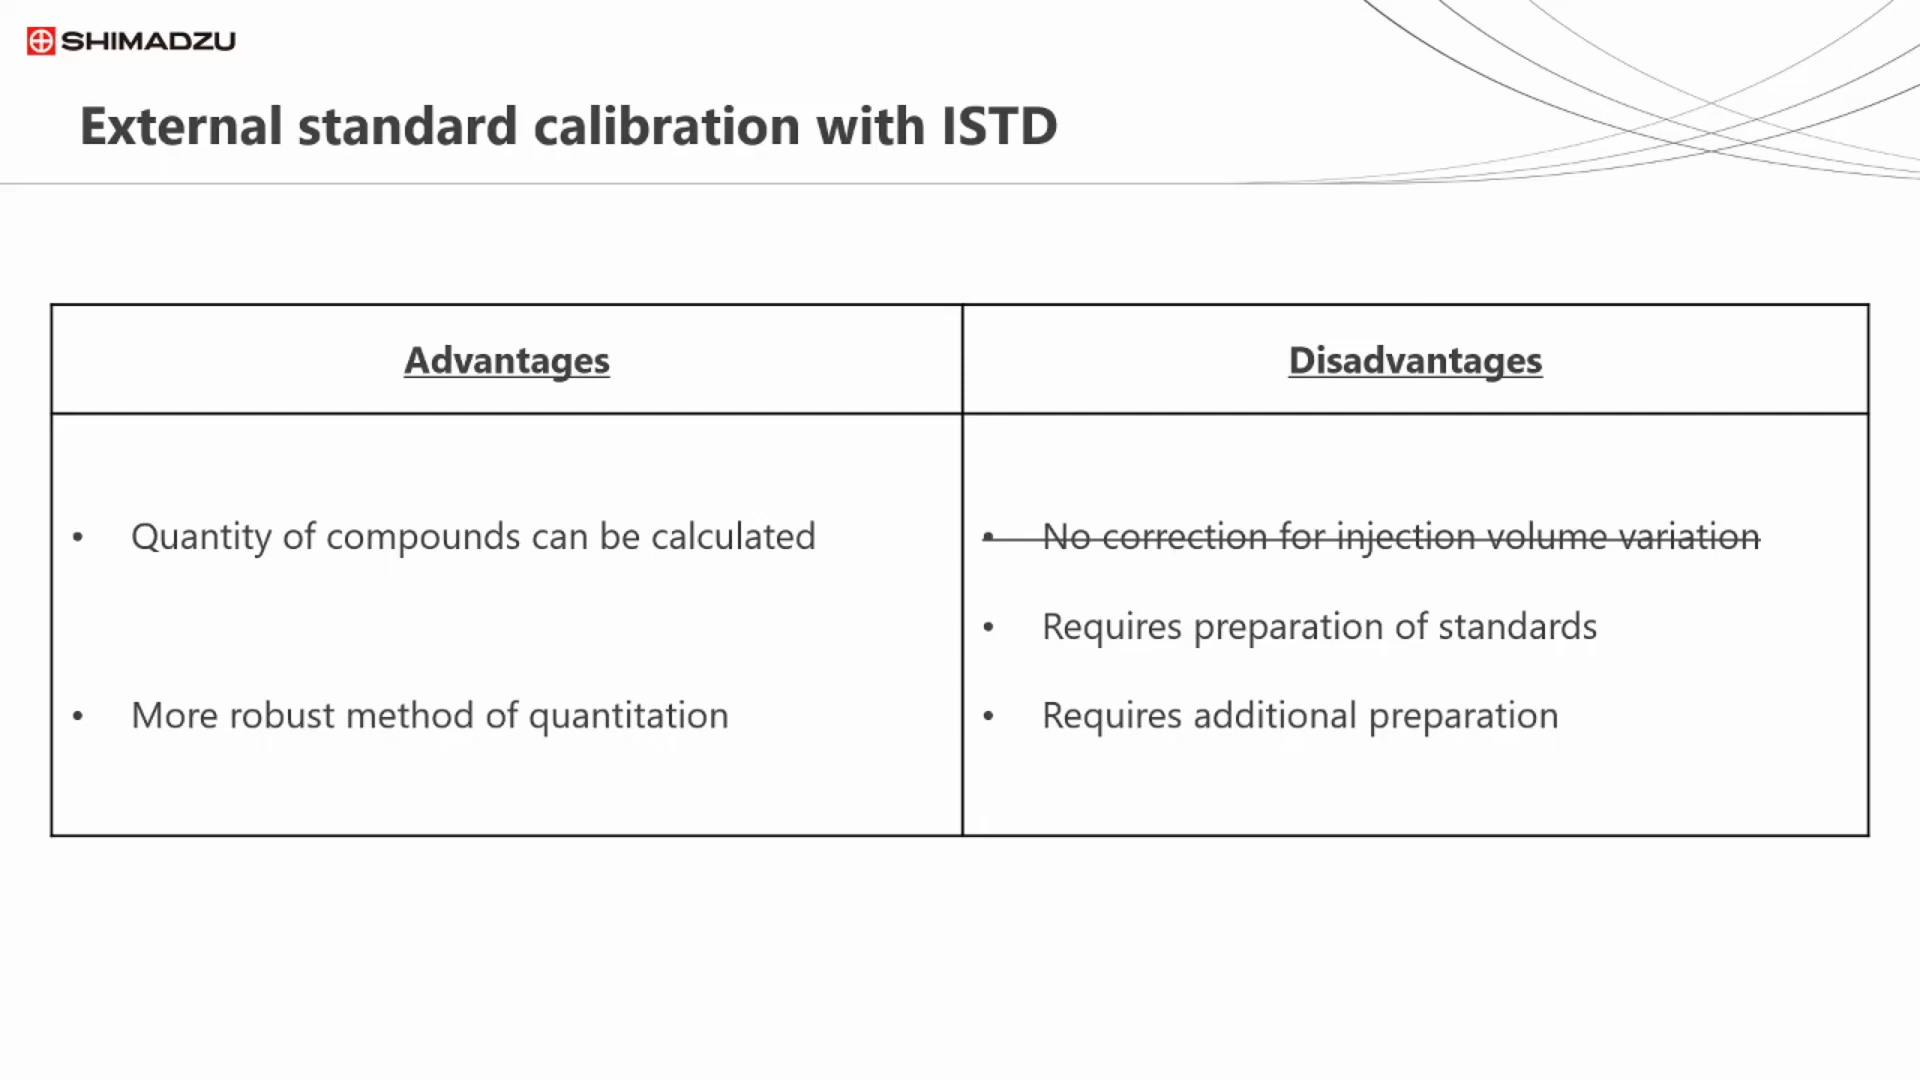 SHIMADZU
External standard calibration with ISTD
Advantages
Disadvantages
• Quantity of compounds can be calculated
• More robust method of quantitation
• No correction for injection volume variation
• Requires preparation of standards
• Requires additional preparation